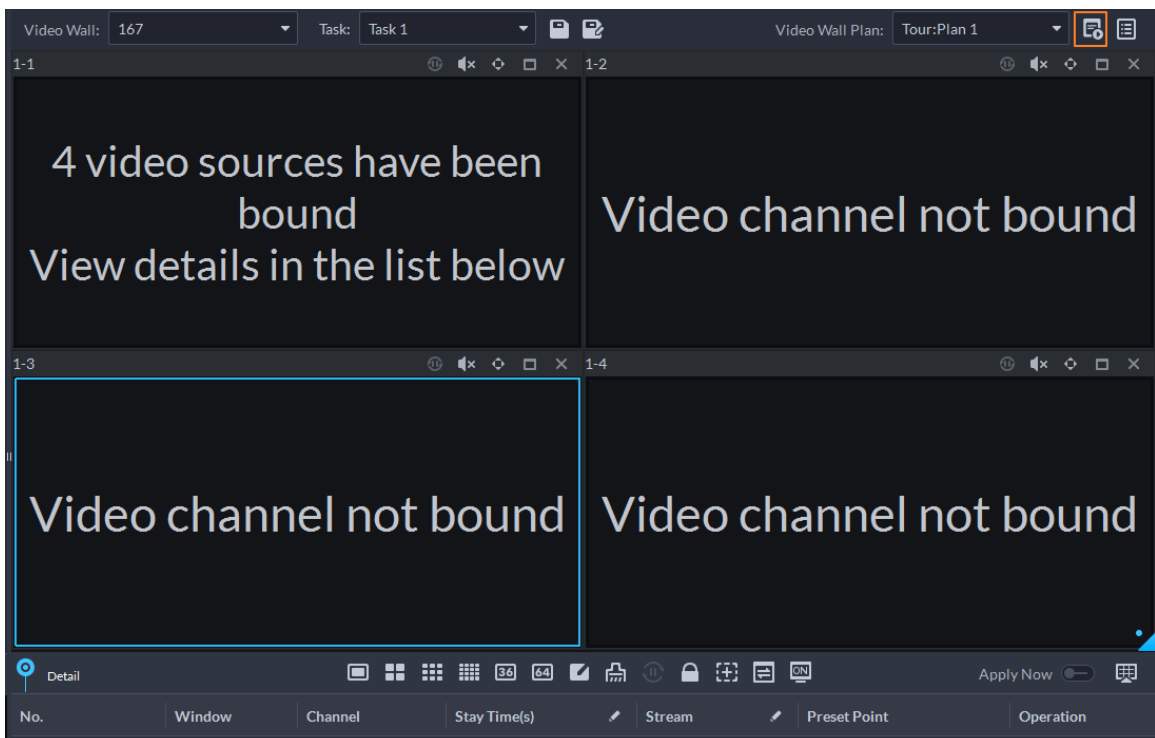 Video Wall: 167 Task: Task 1 Video Wall Plan: Tour:Plan 1
1-1 1-2
4 video sources have been
bound
View details in the list below
Video channel not bound
1-3 1-4
Video channel not bound
Video channel not bound
Detail 36 64 ON Apply Now
No. Window Channel Stay Time(s) Stream Preset Point Operation